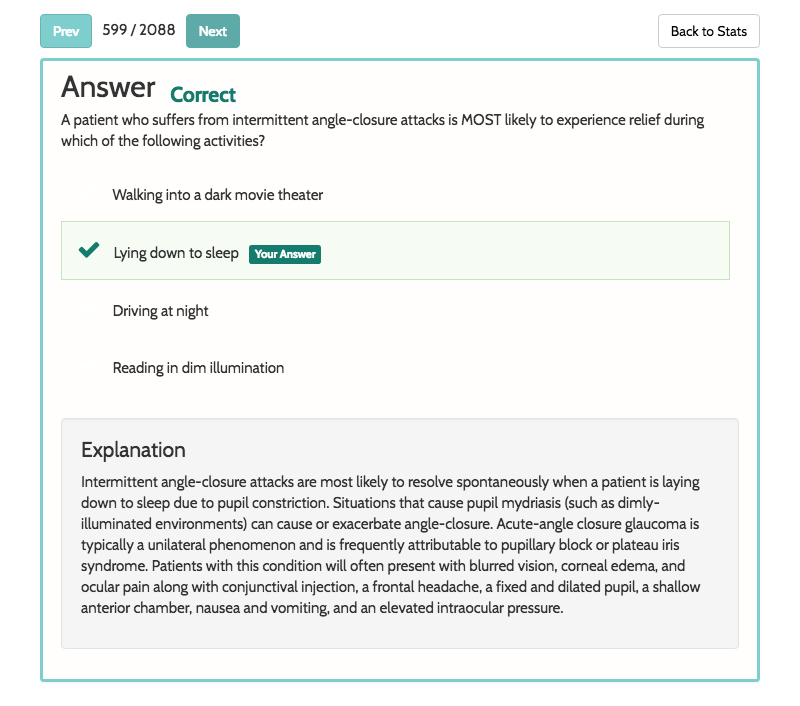 Prev 599 / 2088 Next Back to Stats
Answer Correct
A patient who suffers from intermittent angle-closure attacks is MOST likely to experience relief during
which of the following activities?
Walking into a dark movie theater
Lying down to sleep Your Answer
Driving at night
Reading in dim illumination
Explanation
Intermittent angle-closure attacks are most likely to resolve spontaneously when a patient is laying
down to sleep due to pupil constriction. Situations that cause pupil mydriasis (such as dimly-
illuminated environments) can cause or exacerbate angle-closure. Acute-angle closure glaucoma is
typically a unilateral phenomenon and is frequently attributable to pupillary block or plateau iris
syndrome. Patients with this condition will often present with blurred vision, corneal edema, and
ocular pain along with conjunctival injection, a frontal headache, a fixed and dilated pupil, a shallow
anterior chamber, nausea and vomiting, and an elevated intraocular pressure.